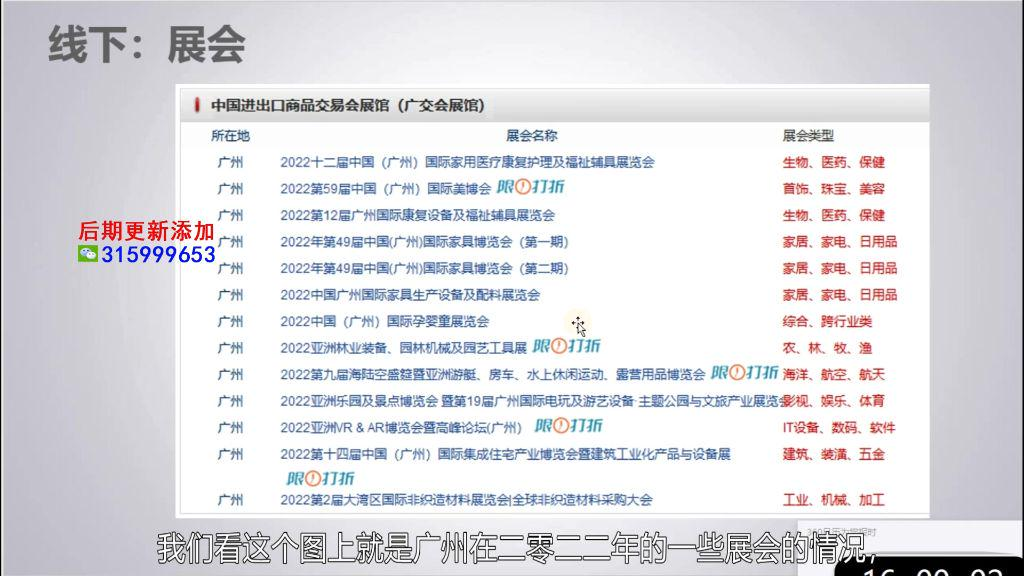 线下：展会
中国进出口商品交易会展馆（广交会展馆）
所在地 展会名称 展会类型
广州 2022十二届中国（广州）国际家用医疗康复护理及福祉辅具展览会 生物、医药、保健
广州 2022第59届中国（广州）国际美博会 限!打折 首饰、珠宝、美容
广州 2022第12届广州国际康复设备及福祉辅具展览会 生物、医药、保健
后期更新添加
315999653
广州 2022年第49届中国(广州)国际家具博览会（第一期） 家居、家电、日用品
广州 2022年第49届中国(广州)国际家具博览会（第二期） 家居、家电、日用品
广州 2022中国广州国际家具生产设备及配料展览会 家居、家电、日用品
广州 2022中国（广州）国际孕婴童展览会 综合、跨行业类
广州 2022亚洲林业装备、园林机械及园艺工具展 限!打折 农、林、牧、渔
广州 2022第九届海陆空盛筵暨亚洲游艇、房车、水上休闲运动、露营用品博览会 限!打折 海洋、航空、航天
广州 2022亚洲乐园及景点博览会 暨第19届广州国际电玩及游艺设备·主题公园与文旅产业展览会 影视、娱乐、体育
广州 2022亚洲VR & AR博览会暨高峰论坛(广州） 限!打折 IT设备、数码、软件
广州 2022第十四届中国（广州）国际集成住宅产业博览会暨建筑工业化产品与设备展 建筑、装潢、五金
限!打折
广州 2022第2届大湾区国际非织造材料展览会|全球非织造材料采购大会 工业、机械、加工
我们看这个图上就是广州在二零二二年的一些展会的情况，